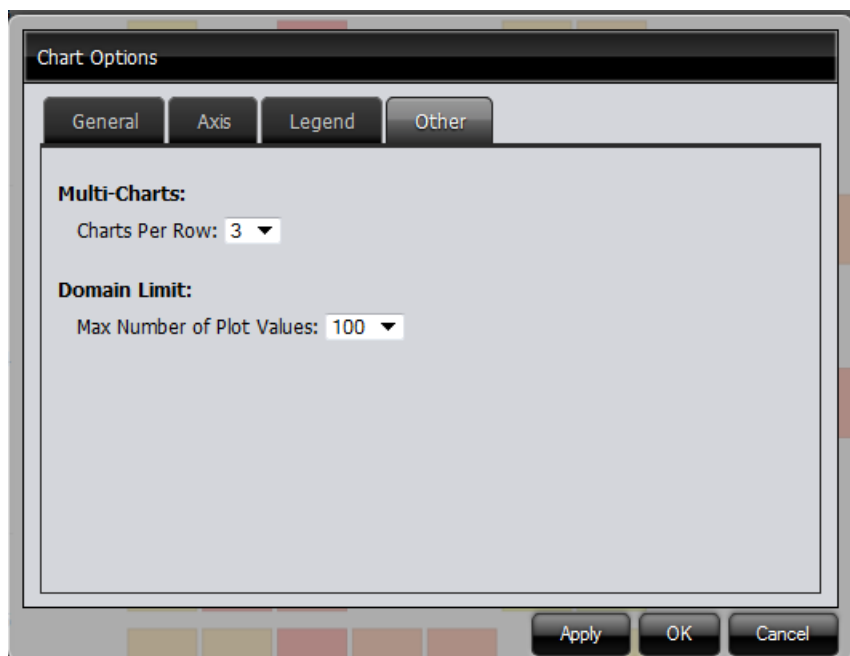 Chart Options
General Axis Legend Other
Multi-Charts:
Charts Per Row: 3
Domain Limit:
Max Number of Plot Values: 100
Apply OK Cancel